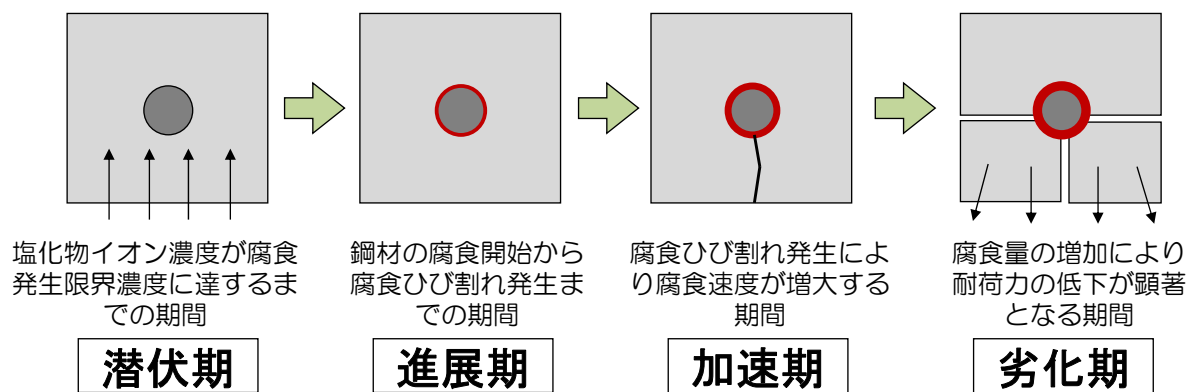 塩化物イオン濃度が腐食
発生限界濃度に達するま
での期間
潜伏期
鋼材の腐食開始から
腐食ひび割れ発生ま
での期間
進展期
腐食ひび割れ発生によ
り腐食速度が増大する
期間
加速期
腐食量の増加により
耐荷力の低下が顕著
となる期間
劣化期